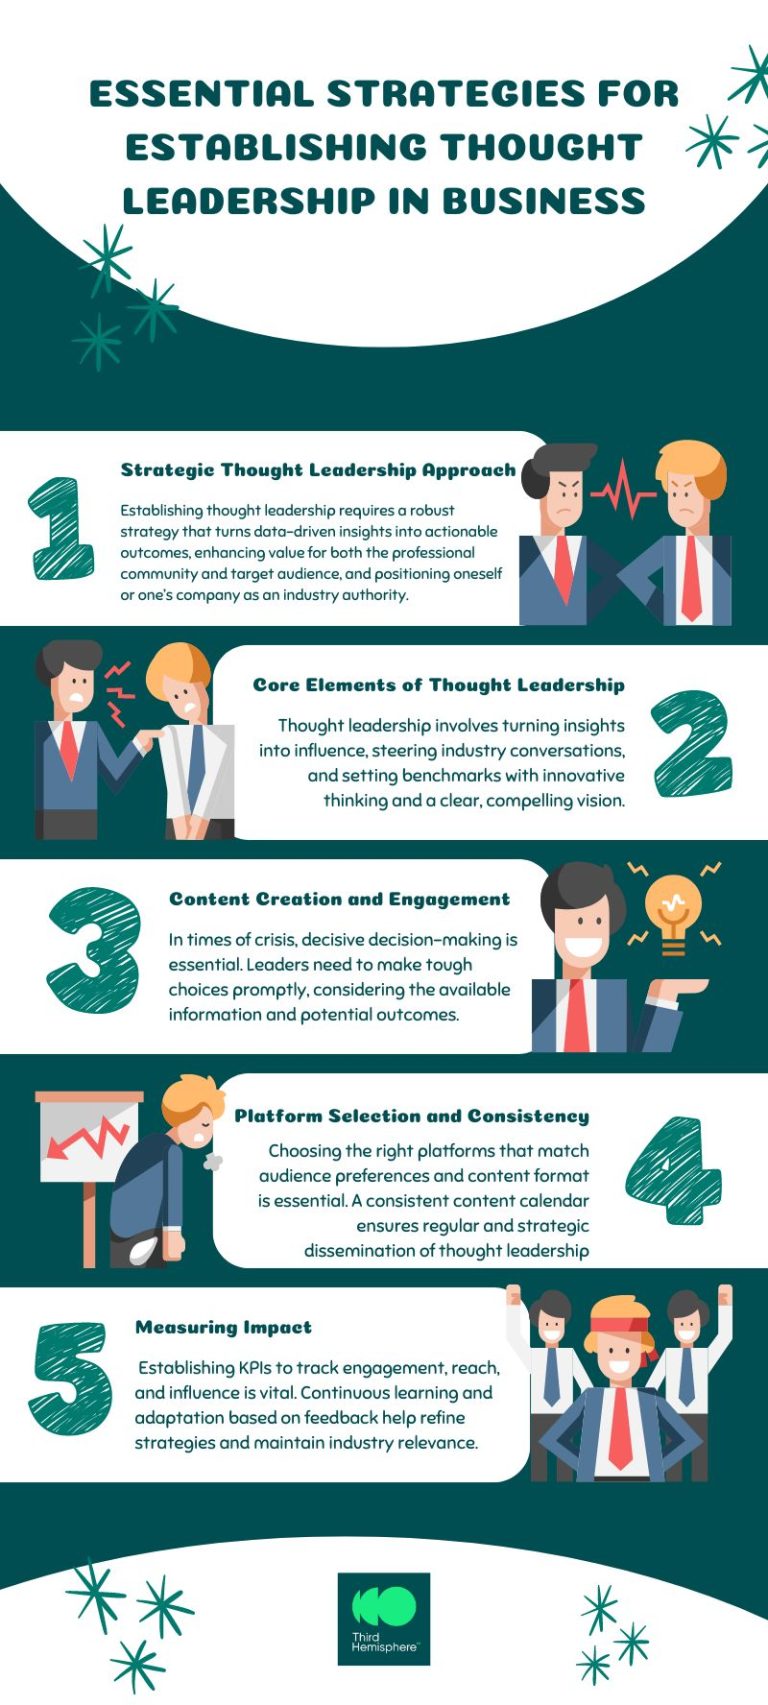 ESSENTIAL STRATEGIES FOR
ESTABLISHING THOUGHT
LEADERSHIP IN BUSINESS
1
Strategic Thought Leadership Approach
Establishing thought leadership requires a robust
strategy that turns data-driven insights into actionable
outcomes, enhancing value for both the professional
community and target audience, and positioning oneself
or one's company as an industry authority.
2
Core Elements of Thought Leadership
Thought leadership involves turning insights
into influence, steering industry conversations,
and setting benchmarks with innovative
thinking and a clear, compelling vision.
3
Content Creation and Engagement
In times of crisis, decisive decision-making is
essential. Leaders need to make tough
choices promptly, considering the available
information and potential outcomes.
4
Platform Selection and Consistency
Choosing the right platforms that match
audience preferences and content format
is essential. A consistent content calendar
ensures regular and strategic
dissemination of thought leadership
5
Measuring Impact
Establishing KPIs to track engagement, reach,
and influence is vital. Continuous learning and
adaptation based on feedback help refine
strategies and maintain industry relevance.
Third
Hemisphere